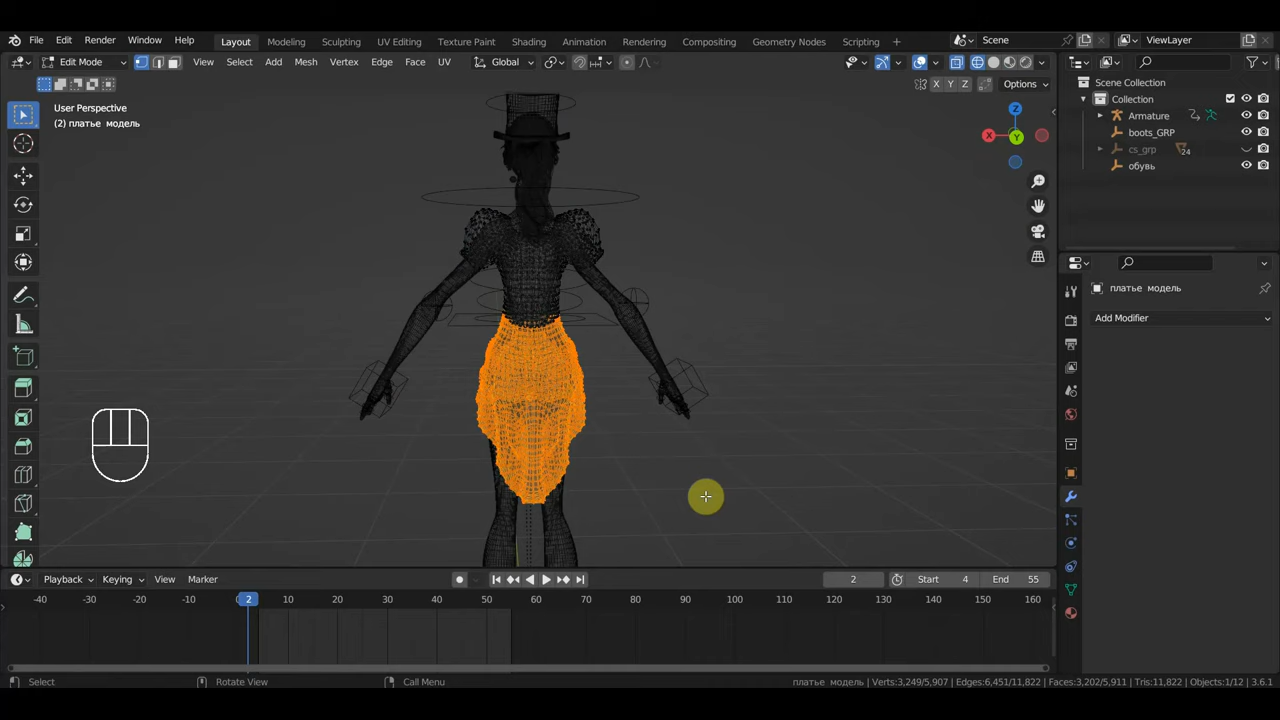 File Edit Render Window Help Layout Modeling Sculpting UV Editing Texture Paint Shading Animation Rendering Compositing Geometry Nodes Scripting + Scene ViewLayer
Edit Mode View Select Add Mesh Vertex Edge Face UV Global
X Y Z Options
User Perspective
(2) платье модель
Z
X
Y
Scene Collection
Collection
Armature
boots_GRP
cs_grp 24
обувь
платье модель
Add Modifier
Playback Keying View Marker 2 Start 4 End 55
-40 -30 -20 -10 2 10 20 30 40 50 60 70 80 90 100 110 120 130 140 150 160
Select Rotate View Call Menu платье модель | Verts:3,249/5,907 | Edges:6,451/11,822 | Faces:3,202/5,911 | Tris:11,822 | Objects:1/12 | 3.6.1